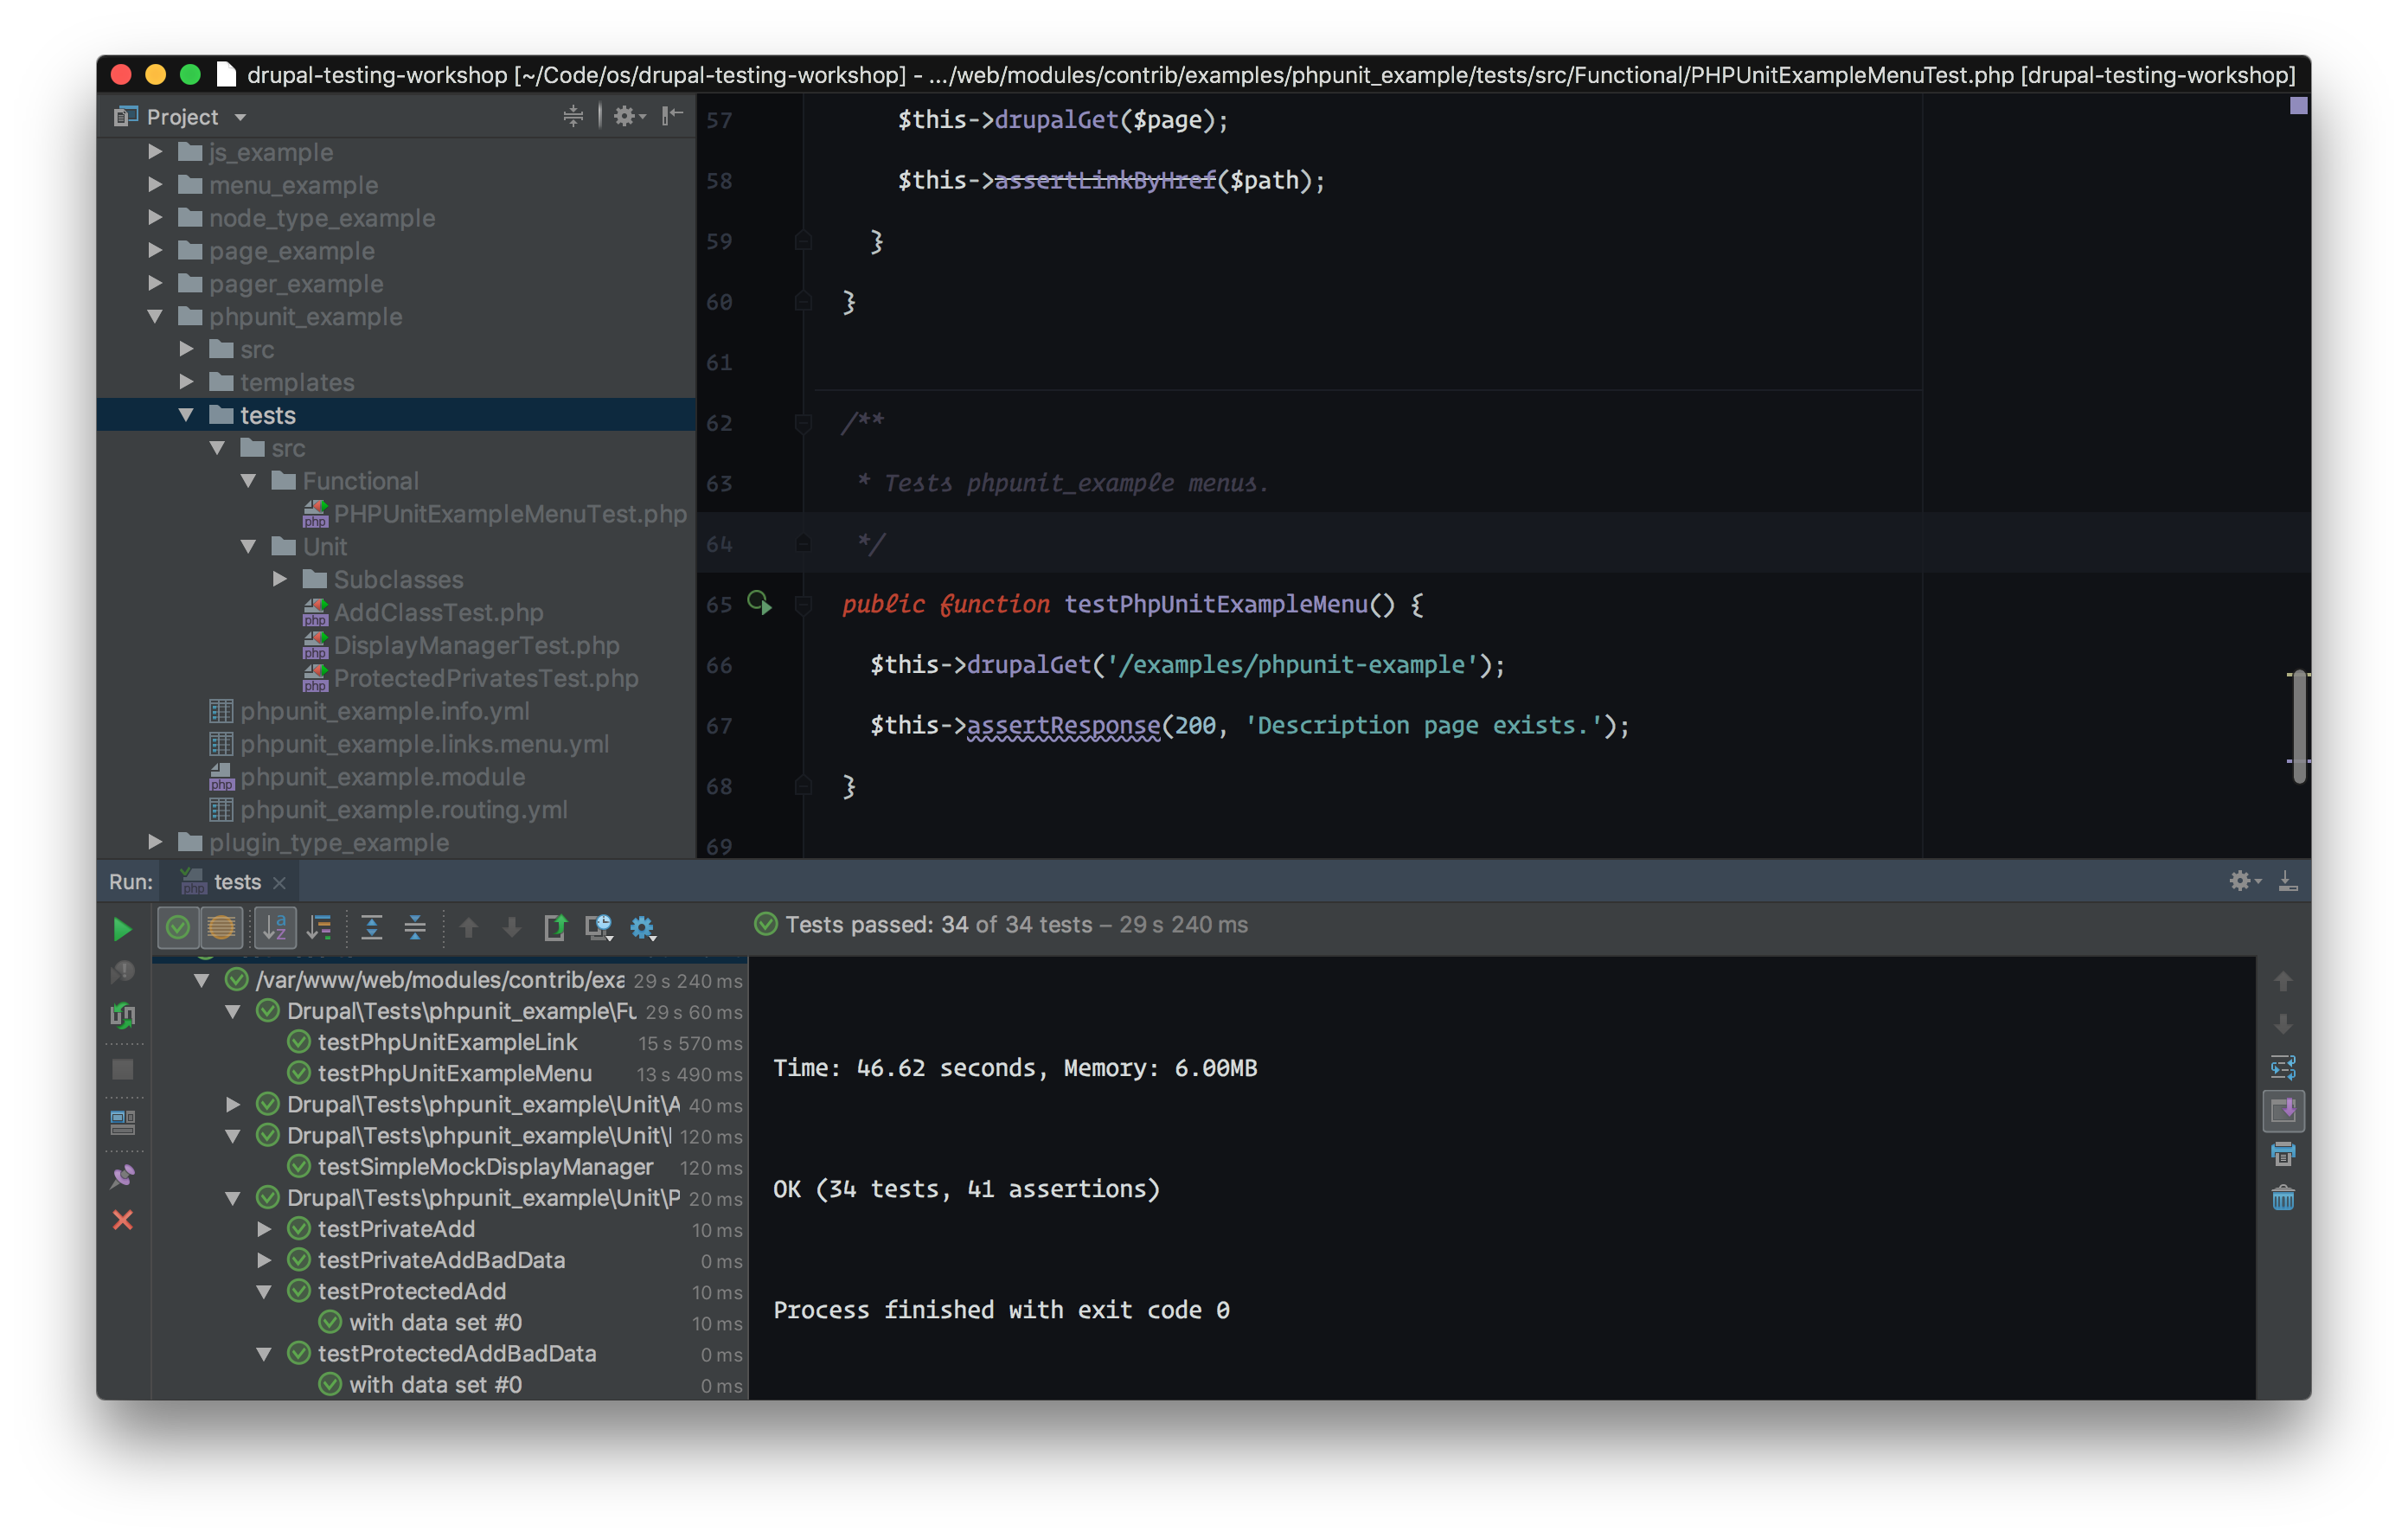 drupal-testing-workshop [~/Code/os/drupal-testing-workshop] - .../web/modules/contrib/examples/phpunit_example/tests/src/Functional/PHPUnitExampleMenuTest.php [drupal-testing-workshop]
Project
js_example
menu_example
node_type_example
page_example
pager_example
phpunit_example
src
templates
tests
src
Functional
PHPUnitExampleMenuTest.php
Unit
Subclasses
AddClassTest.php
DisplayManagerTest.php
ProtectedPrivatesTest.php
phpunit_example.info.yml
phpunit_example.links.menu.yml
phpunit_example.module
phpunit_example.routing.yml
plugin_type_example
57 $this->drupalGet($page);
58 $this->assertLinkByHref($path);
59 }
60 }
61
62 /**
63 * Tests phpunit_example menus.
64 */
65 public function testPhpUnitExampleMenu() {
66 $this->drupalGet('/examples/phpunit-example');
67 $this->assertResponse(200, 'Description page exists.');
68 }
69
Run: tests
Tests passed: 34 of 34 tests – 29 s 240 ms
/var/www/web/modules/contrib/exa 29 s 240 ms
Drupal\Tests\phpunit_example\Fu 29 s 60 ms
testPhpUnitExampleLink 15 s 570 ms
testPhpUnitExampleMenu 13 s 490 ms
Drupal\Tests\phpunit_example\Unit\A 40 ms
Drupal\Tests\phpunit_example\Unit\ 120 ms
testSimpleMockDisplayManager 120 ms
Drupal\Tests\phpunit_example\Unit\P 20 ms
testPrivateAdd 10 ms
testPrivateAddBadData 0 ms
testProtectedAdd 10 ms
with data set #0 10 ms
testProtectedAddBadData 0 ms
with data set #0 0 ms
Time: 46.62 seconds, Memory: 6.00MB
OK (34 tests, 41 assertions)
Process finished with exit code 0